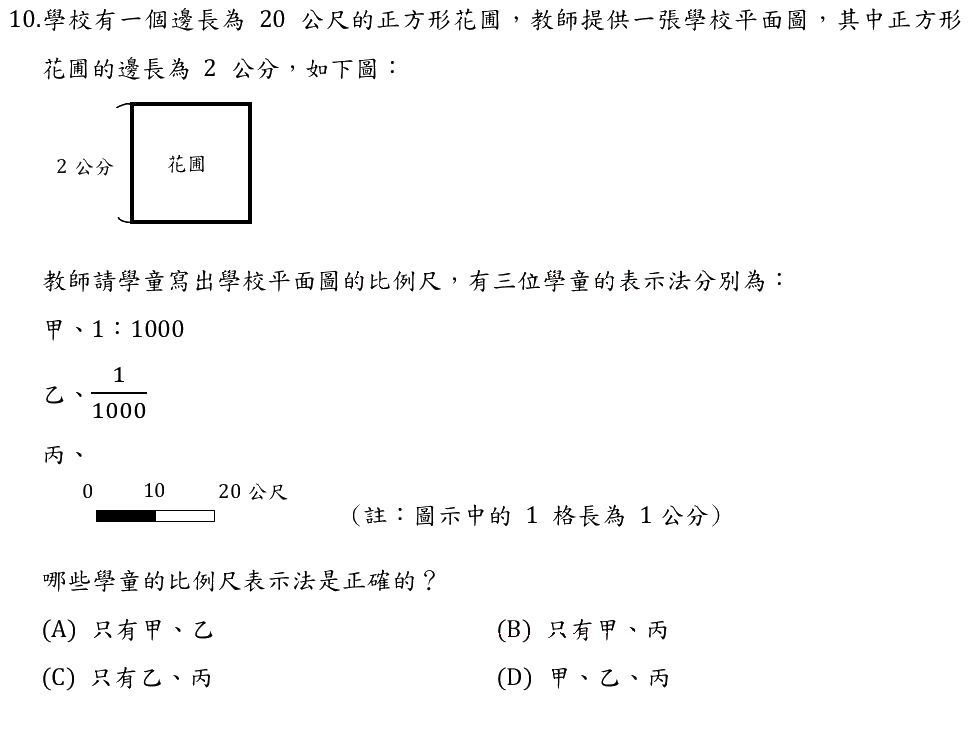 10.學校有一個邊長為 20 公尺的正方形花圃，教師提供一張學校平面圖，其中正方形
花圃的邊長為 2 公分，如下圖：
2 公分
花圃
教師請學童寫出學校平面圖的比例尺，有三位學童的表示法分別為：
甲、1：1000
乙、1/1000
丙、
0 10 20 公尺
（註：圖示中的 1 格長為 1 公分）
哪些學童的比例尺表示法是正確的？
(A) 只有甲、乙 (B) 只有甲、丙
(C) 只有乙、丙 (D) 甲、乙、丙